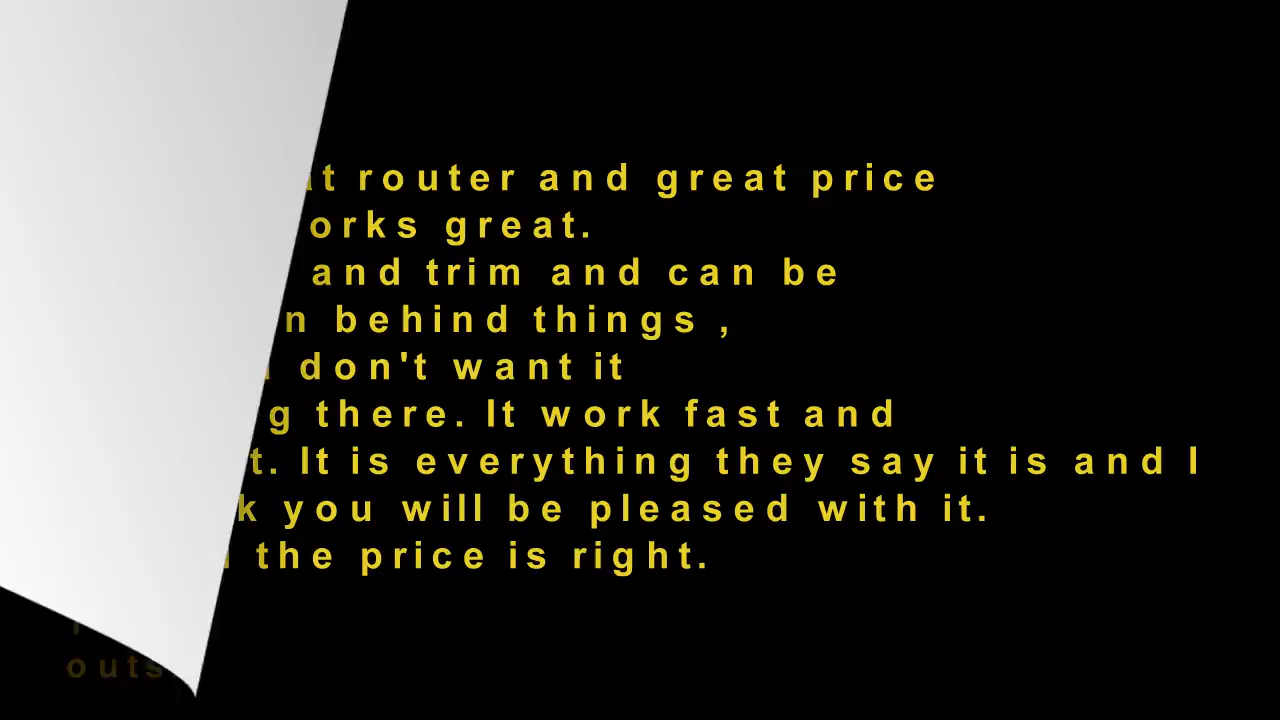 router and great price
orks great.
and trim and can be
n behind things ,
don't want it
g there. It work fast and
t. It is everything they say it is and I
k you will be pleased with it.
the price is right.
outs